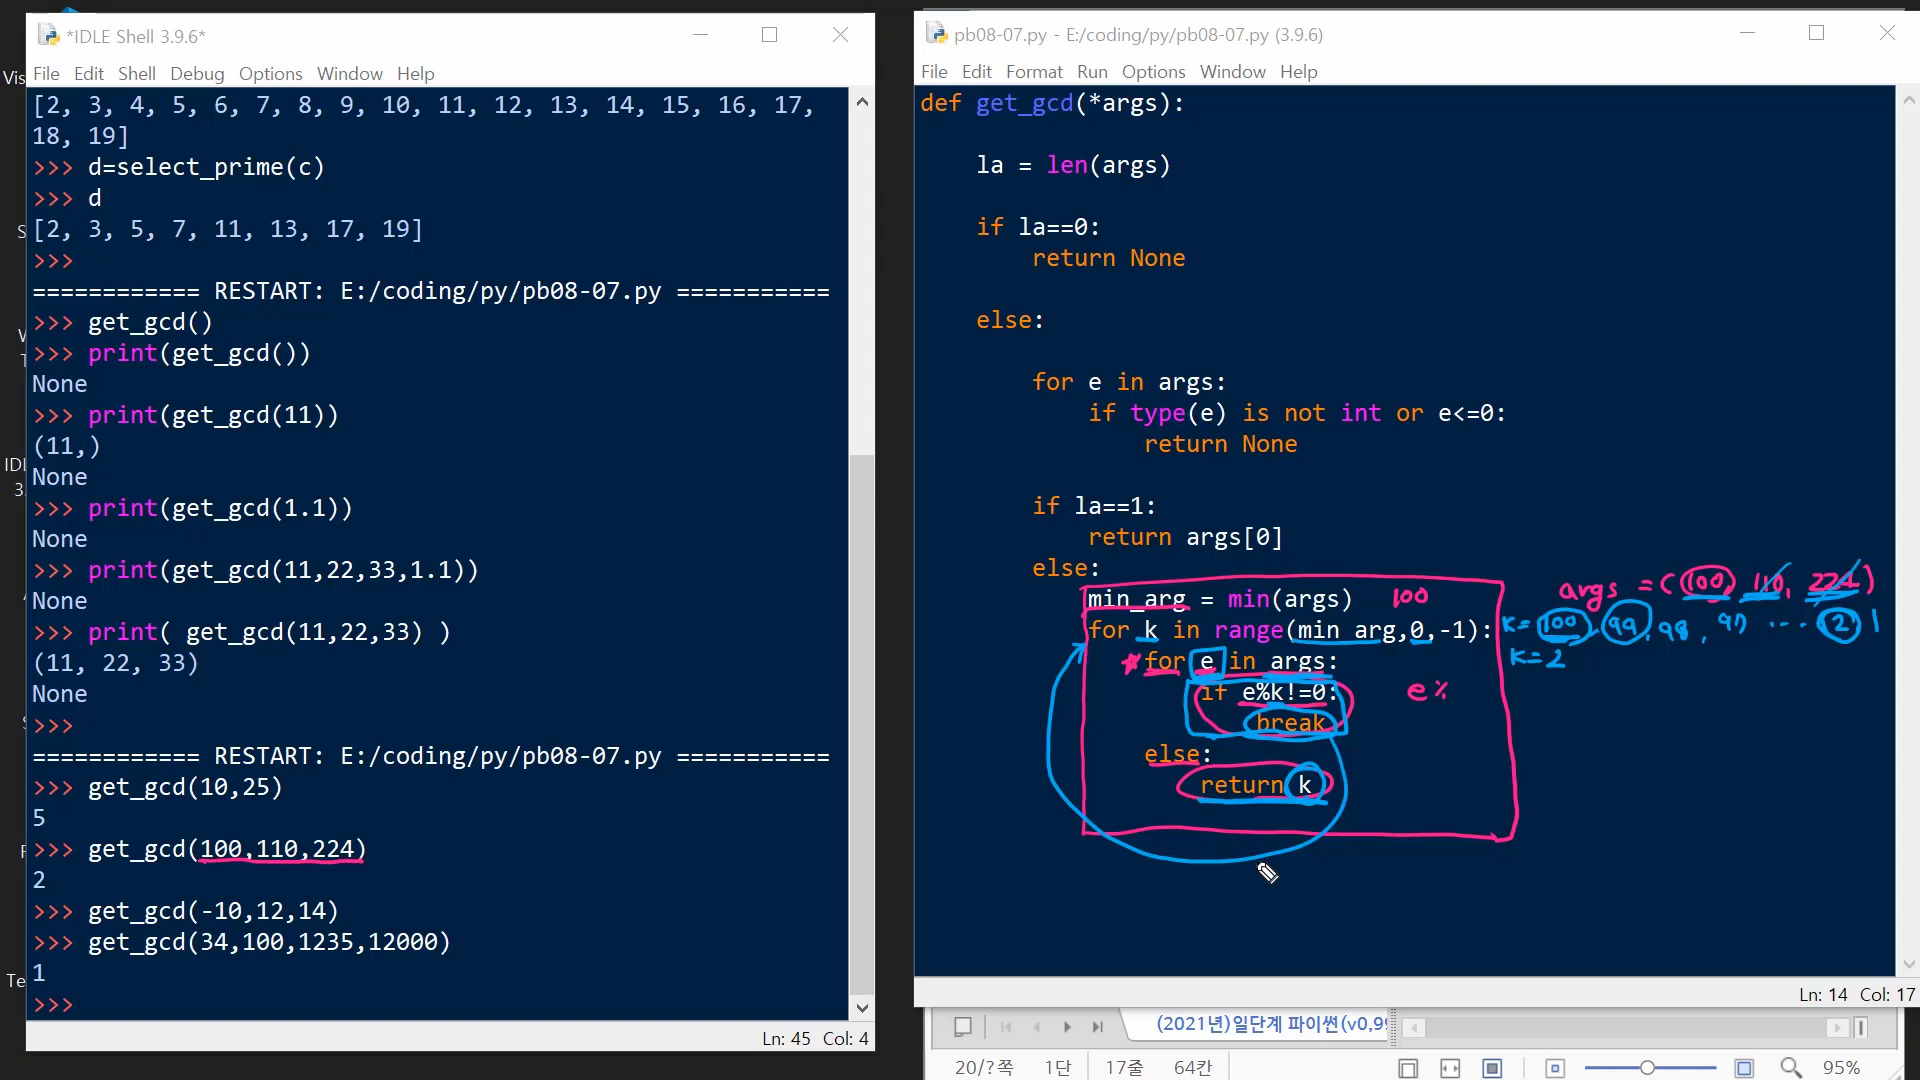 *IDLE Shell 3.9.6*
File Edit Shell Debug Options Window Help
[2, 3, 4, 5, 6, 7, 8, 9, 10, 11, 12, 13, 14, 15, 16, 17,
18, 19]
>>> d=select_prime(c)
>>> d
[2, 3, 5, 7, 11, 13, 17, 19]
>>>
============ RESTART: E:/coding/py/pb08-07.py ===========
>>> get_gcd()
>>> print(get_gcd())
None
>>> print(get_gcd(11))
(11,)
None
>>> print(get_gcd(1.1))
None
>>> print(get_gcd(11,22,33,1.1))
None
>>> print( get_gcd(11,22,33) )
(11, 22, 33)
None
>>>
============ RESTART: E:/coding/py/pb08-07.py ===========
>>> get_gcd(10,25)
5
>>> get_gcd(100,110,224)
2
>>> get_gcd(-10,12,14)
>>> get_gcd(34,100,1235,12000)
1
>>>
Ln: 45 Col: 4
pb08-07.py - E:/coding/py/pb08-07.py (3.9.6)
File Edit Format Run Options Window Help
def get_gcd(*args):
la = len(args)
if la==0:
return None
else:
for e in args:
if type(e) is not int or e<=0:
return None
if la==1:
return args[0]
else:
args = (100, 110, 224)
min_arg = min(args) 100
for k in range(min_arg,0,-1): k= 100, 99, 98, 97 ... 2 1
* for e in args: k=2
if e%k!=0: e %
break
else:
return k
Ln: 14 Col: 17
(2021년)일단계 파이썬(v0,99
20/?쪽 1단 17줄 64칸 95%
Vis
IDI
3.
Te